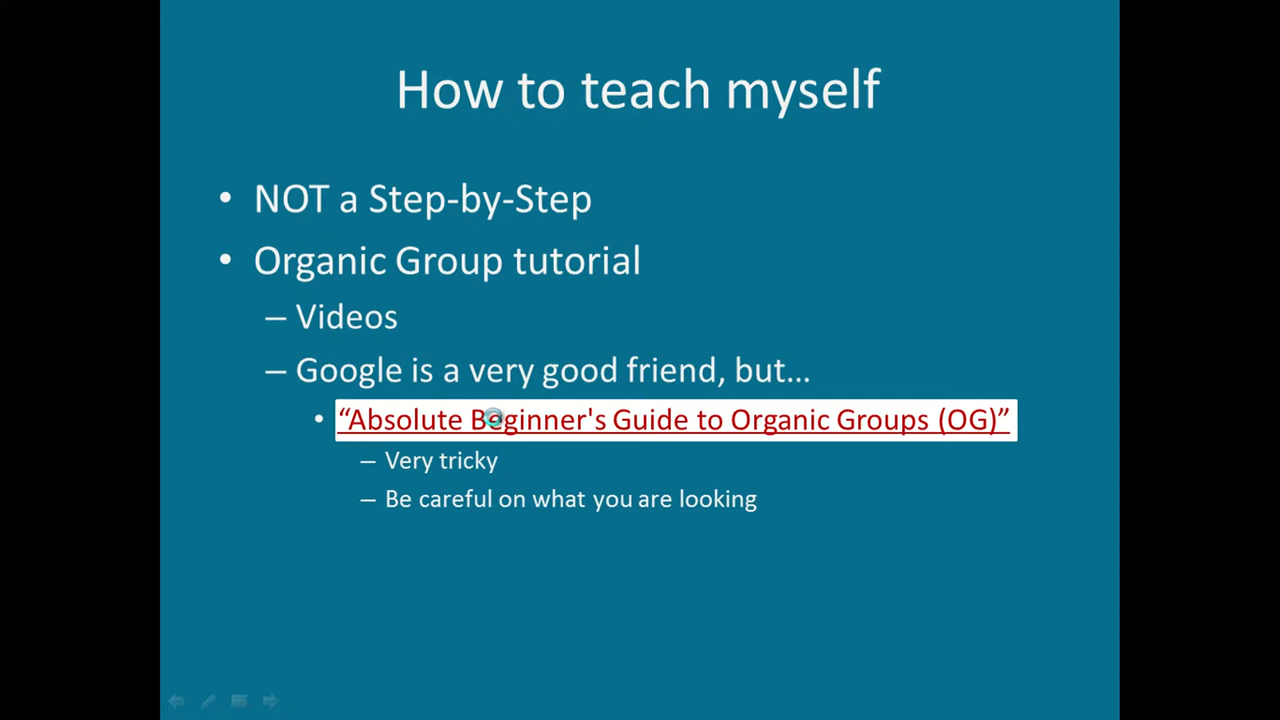 How to teach myself
• NOT a Step-by-Step
• Organic Group tutorial
– Videos
– Google is a very good friend, but...
• “Absolute Beginner's Guide to Organic Groups (OG)”
– Very tricky
– Be careful on what you are looking